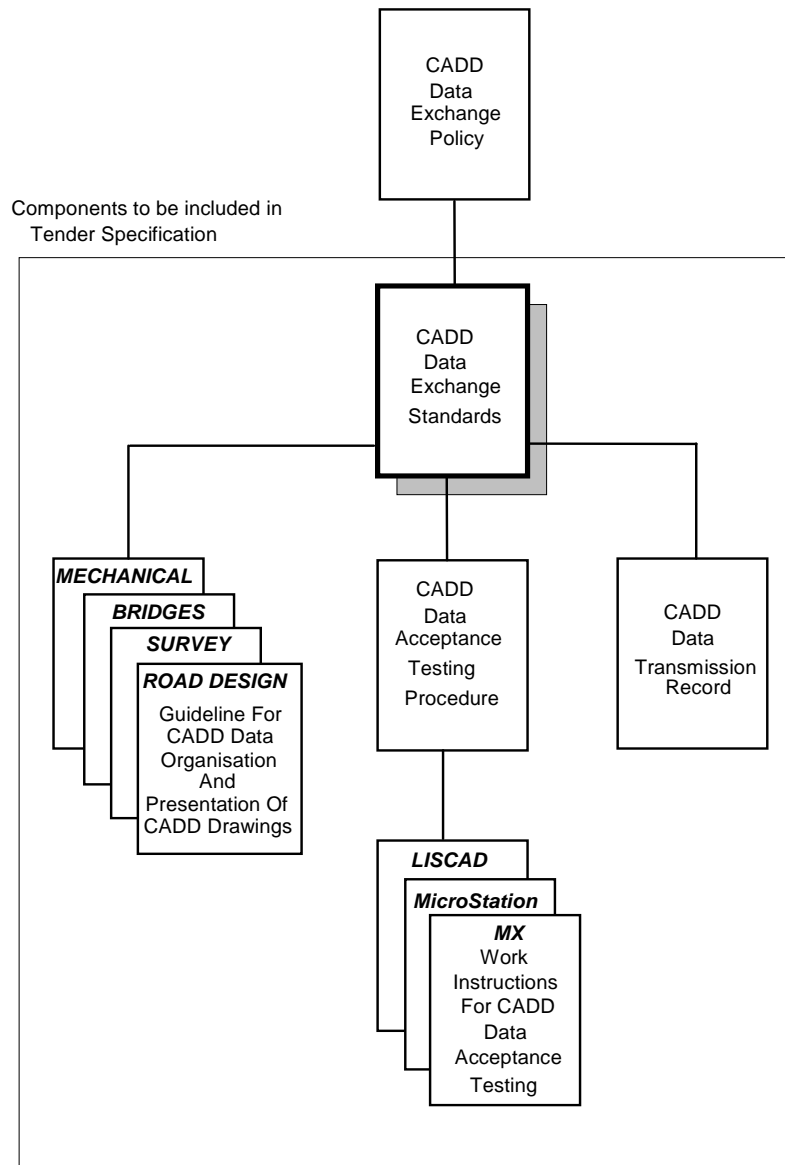 CADD
Data
Exchange
Policy
Components to be included in
Tender Specification
CADD
Data
Exchange
Standards
MECHANICAL
BRIDGES
SURVEY
ROAD DESIGN
Guideline For
CADD Data
Organisation
And
Presentation Of
CADD Drawings
CADD
Data
Acceptance
Testing
Procedure
CADD
Data
Transmission
Record
LISCAD
MicroStation
MX
Work
Instructions
For CADD
Data
Acceptance
Testing